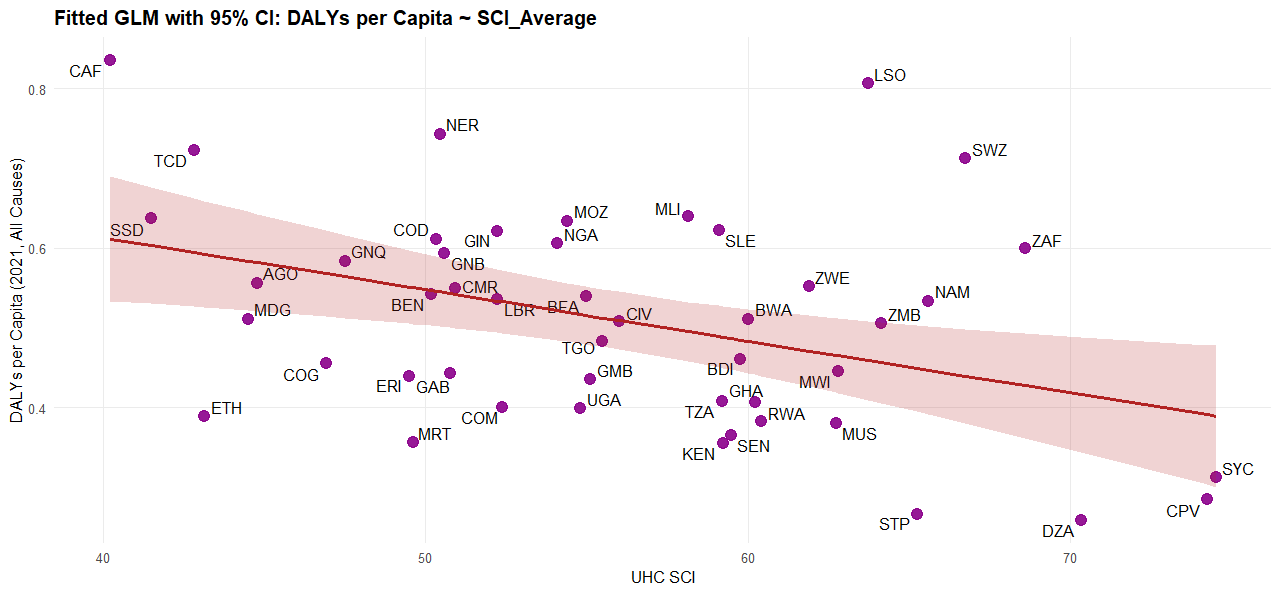 Fitted GLM with 95% CI: DALYs per Capita ~ SCI_Average
DALYs per Capita (2021, All Causes)
0.8
0.6
0.4
CAF
LSO
NER
TCD
SWZ
SSD
MOZ
MLI
COD
GIN
NGA
SLE
ZAF
GNQ
GNB
AGO
ZWE
CMR
NAM
BEN
LBR
BFA
MDG
CIV
BWA
ZMB
TGO
BDI
COG
ERI
GAB
GMB
MWI
ETH
COM
UGA
TZA
GHA
RWA
MRT
KEN
SEN
MUS
SYC
CPV
STP
DZA
40
50
60
70
UHC SCI